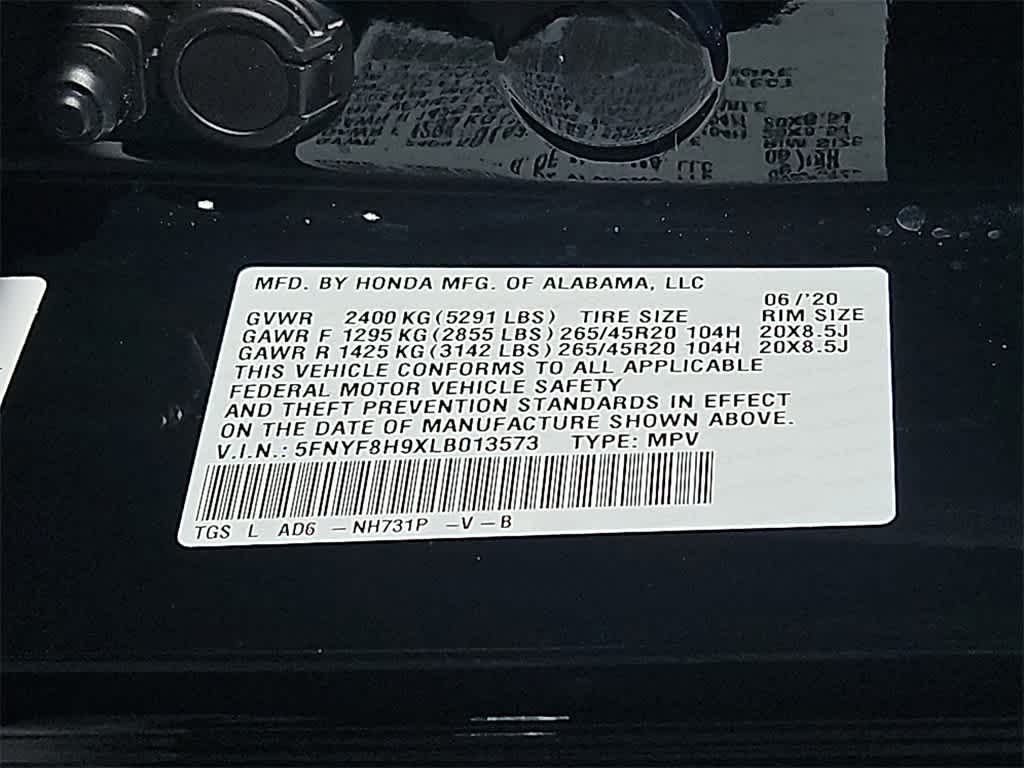 MFD. BY HONDA MFG. OF ALABAMA, LLC
06/'20
GVWR 2400 KG (5291 LBS) TIRE SIZE RIM SIZE
GAWR F 1295 KG (2855 LBS) 265/45R20 104H 20X8.5J
GAWR R 1425 KG (3142 LBS) 265/45R20 104H 20X8.5J
THIS VEHICLE CONFORMS TO ALL APPLICABLE
FEDERAL MOTOR VEHICLE SAFETY
AND THEFT PREVENTION STANDARDS IN EFFECT
ON THE DATE OF MANUFACTURE SHOWN ABOVE.
V.I.N.: 5FNYF8H9XLB013573 TYPE: MPV
TGS L AD6 – NH731P – V – B